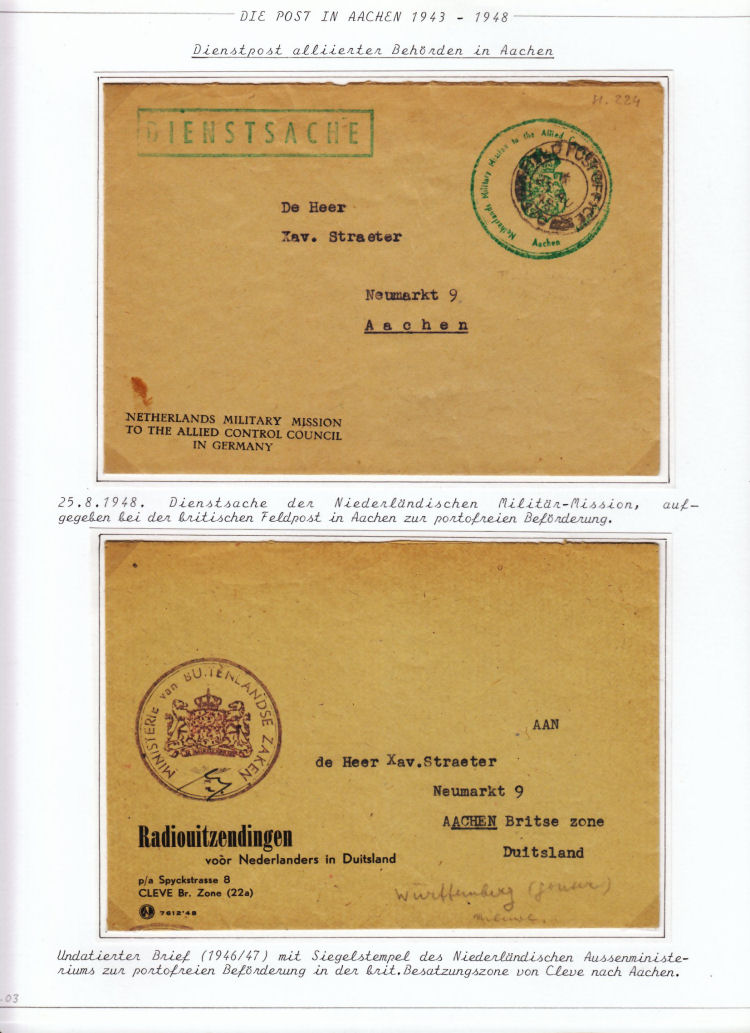 DIE POST IN AACHEN 1943 - 1948
Dienstpost alliierter Behörden in Aachen
H. 224
DIENSTSACHE
Netherlands Military Mission to the Allied
FIELD POST OFFICE
Aachen
De Heer
Xav. Straeter
Neumarkt 9
Aachen
NETHERLANDS MILITARY MISSION
TO THE ALLIED CONTROL COUNCIL
IN GERMANY
25.8.1948. Dienstsache der Niederländischen Militär-Mission, auf-
gegeben bei der britischen Feldpost in Aachen zur portofreien Beförderung.
MINISTERIE van BUITENLANDSE ZAKEN
AAN
de Heer Xav.Straeter
Neumarkt 9
AACHEN Britse zone
Duitsland
Radiouitzendingen
voòr Nederlanders in Duitsland
p/a Spyckstrasse 8
CLEVE Br. Zone (22a)
7612'48
Württemberg
Undatierter Brief (1946/47) mit Siegelstempel des Niederländischen Aussenministe-
riums zur portofreien Beförderung in der brit.Besatzungszone von Cleve nach Aachen.
.03